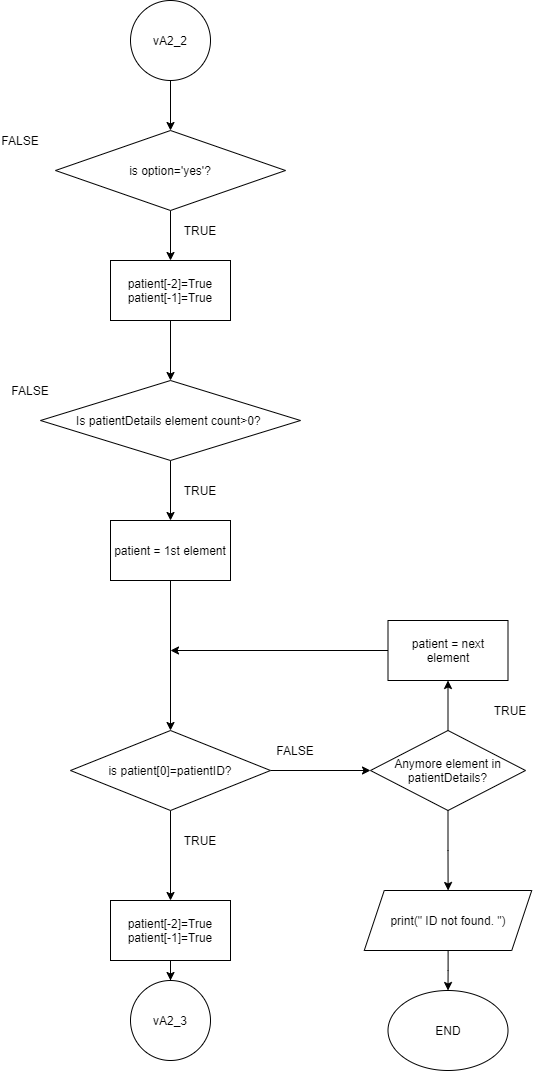 vA2_2
FALSE
is option='yes'?
TRUE
patient[-2]=True
patient[-1]=True
FALSE
Is patientDetails element count>0?
TRUE
patient = 1st element
patient = next
element
TRUE
FALSE
is patient[0]=patientID?
Anymore element in
patientDetails?
TRUE
patient[-2]=True
patient[-1]=True
print(" ID not found. ")
vA2_3
END